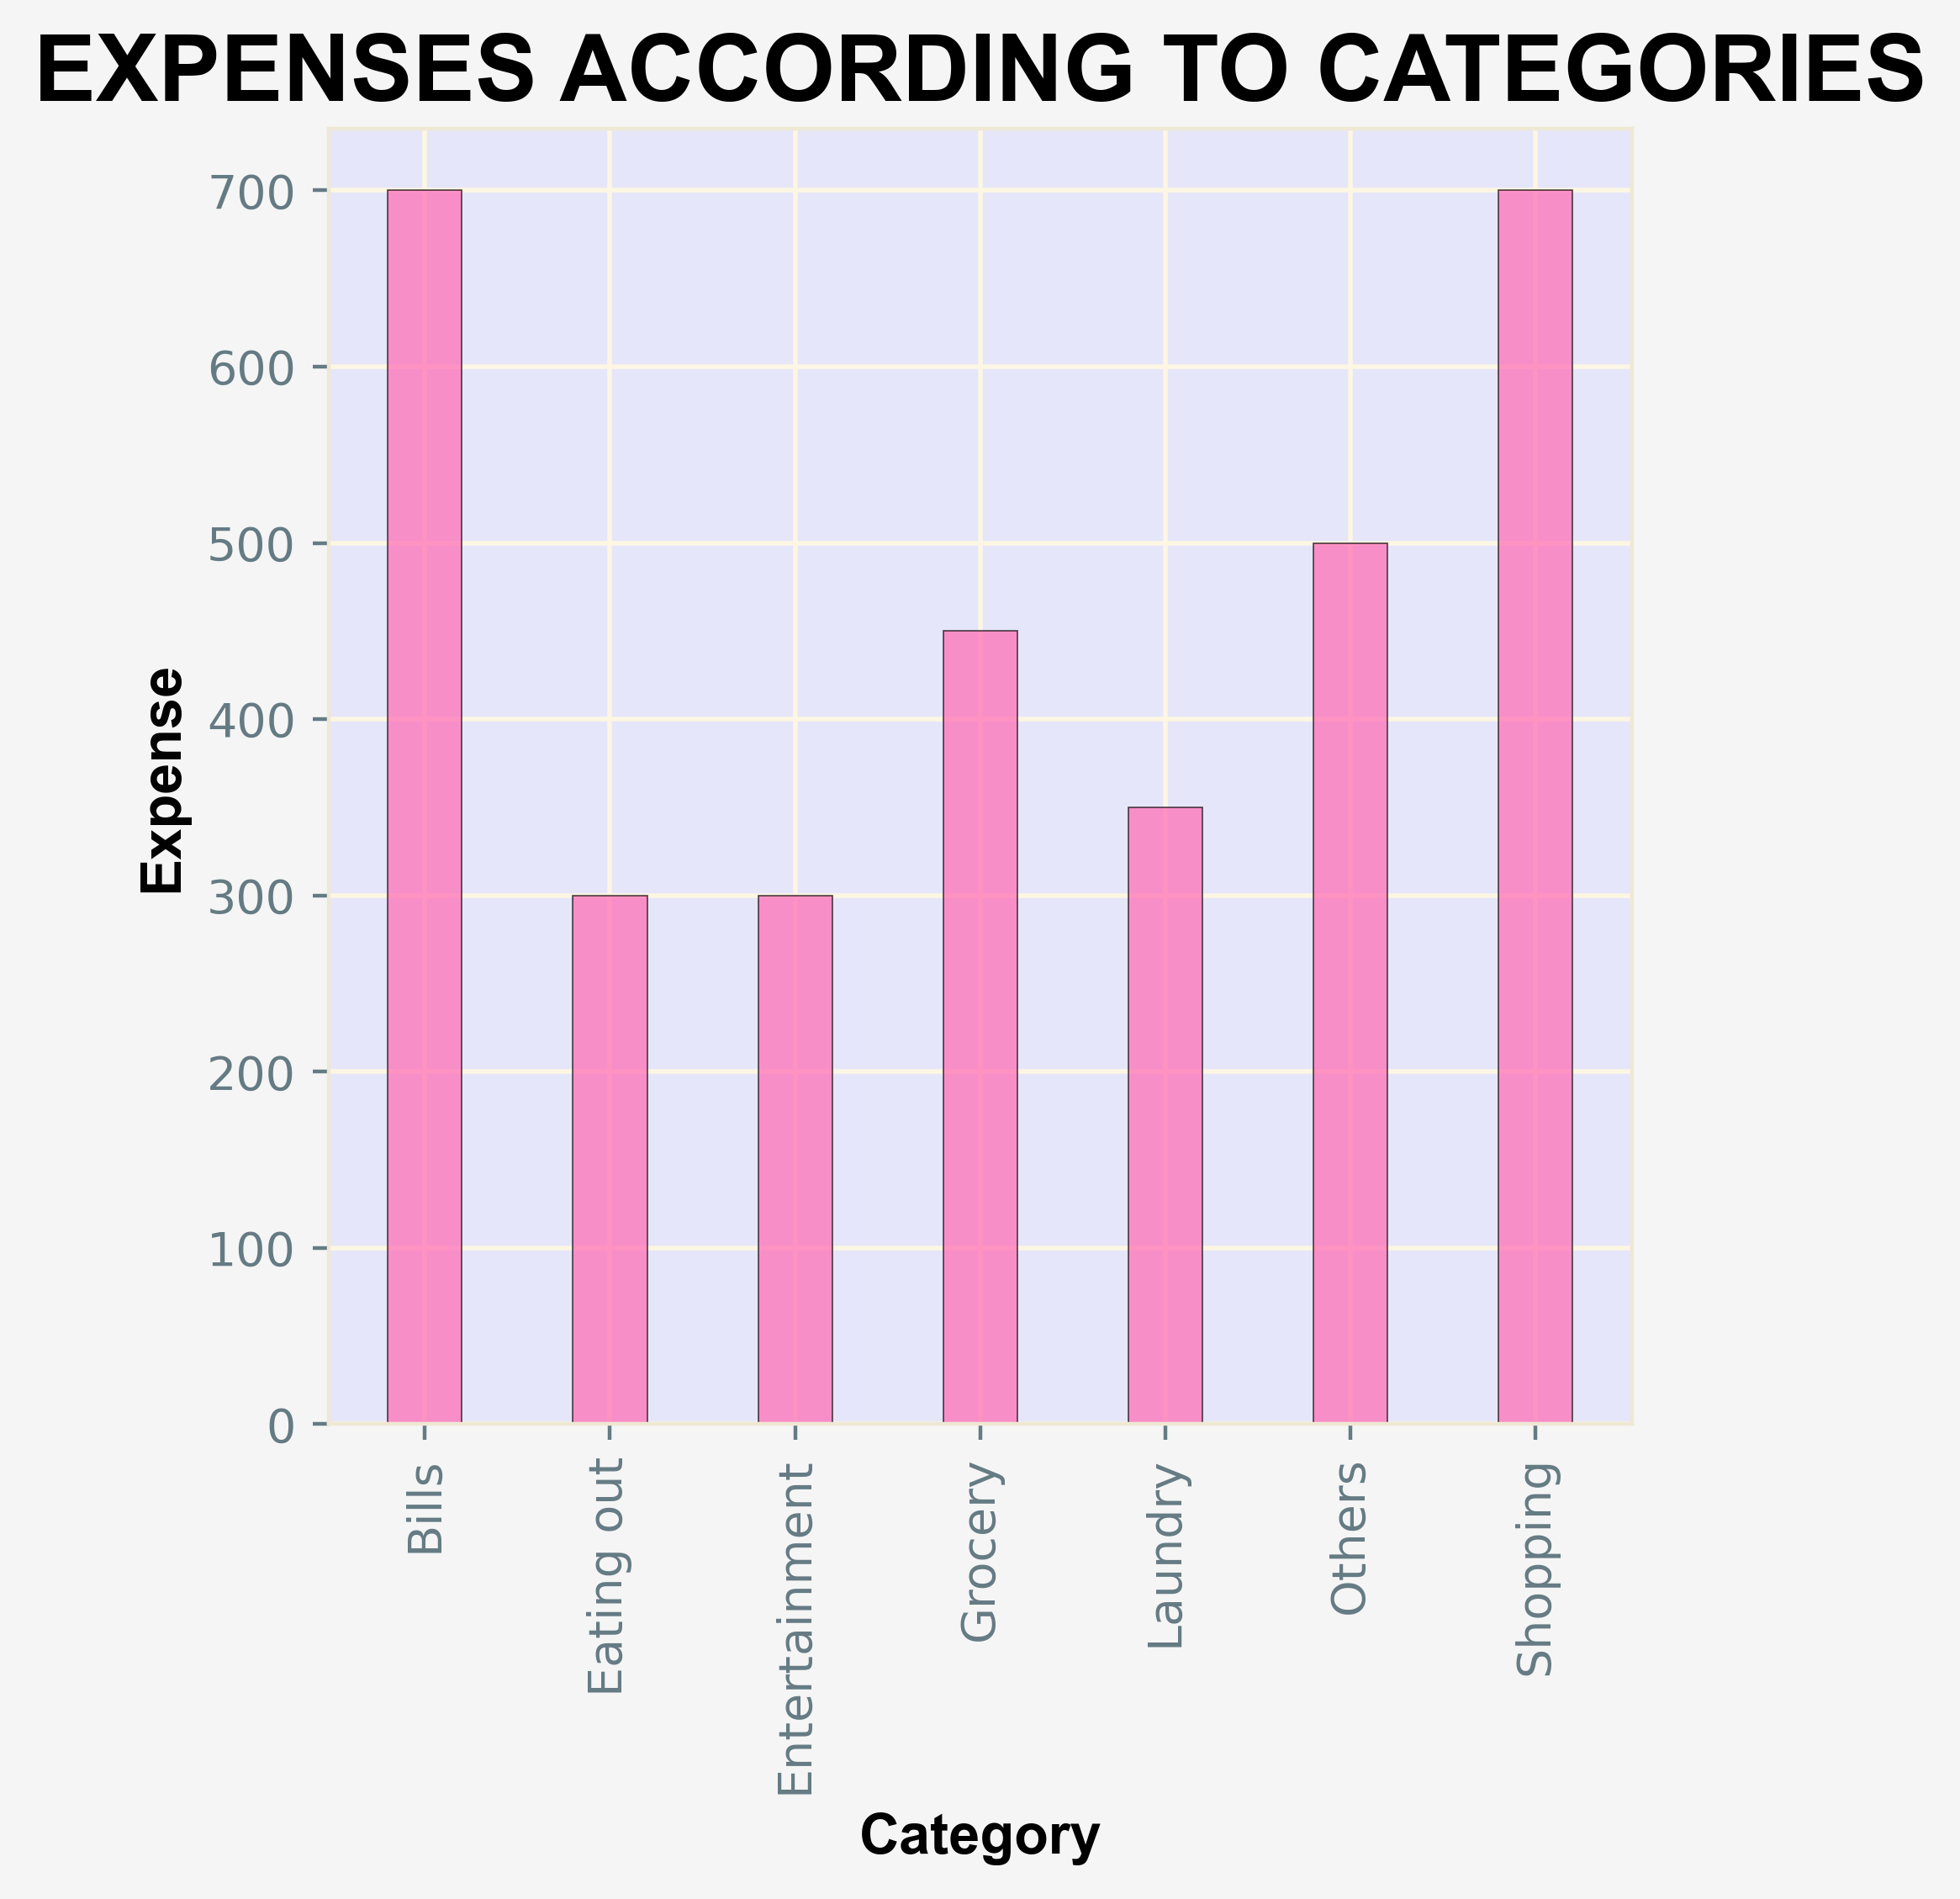 EXPENSES ACCORDING TO CATEGORIES
700
600
500
400
300
200
100
0
Expense
Bills
Eating out
Entertainment
Grocery
Laundry
Others
Shopping
Category